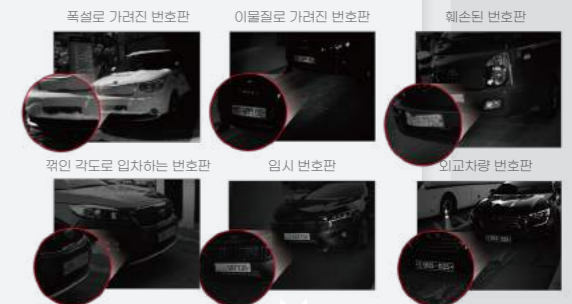 폭설로 가려진 번호판
이물질로 가려진 번호판
훼손된 번호판
꺾인 각도로 입차하는 번호판
임시 번호판
외교차량 번호판